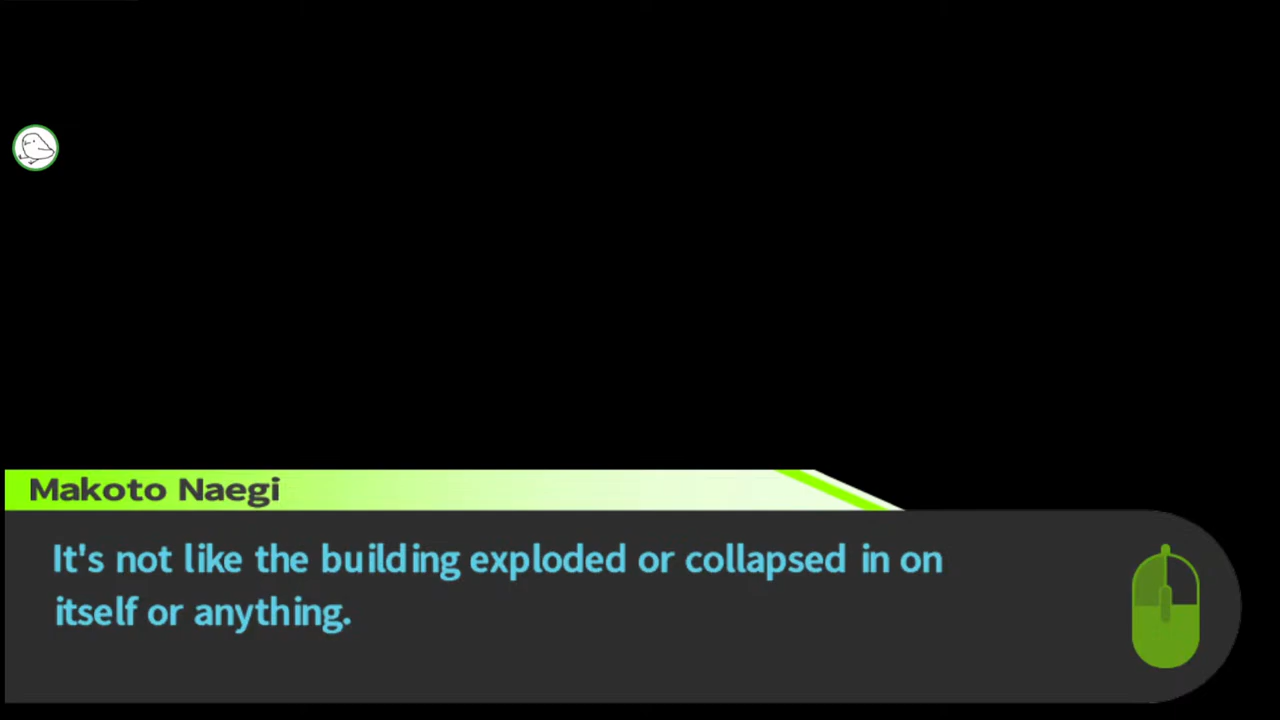 Makoto Naegi
It's not like the building exploded or collapsed in on
itself or anything.